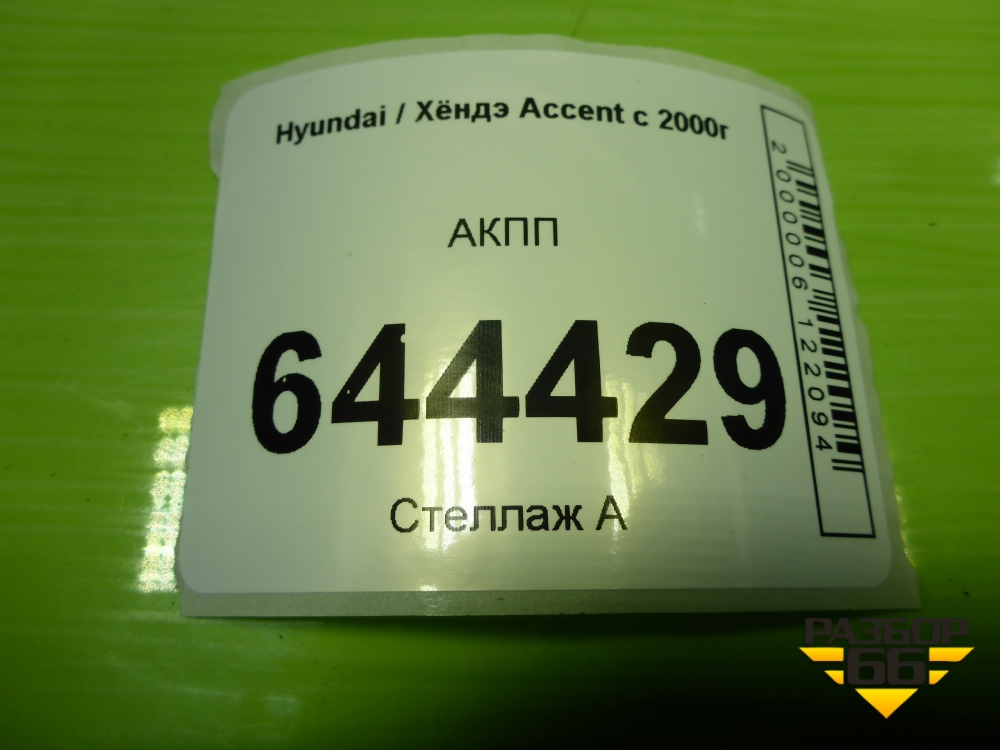 Hyundai / Хёндэ Accent с 2000г
АКПП
644429
Стеллаж А
2000006122094
РАЗБОР
66